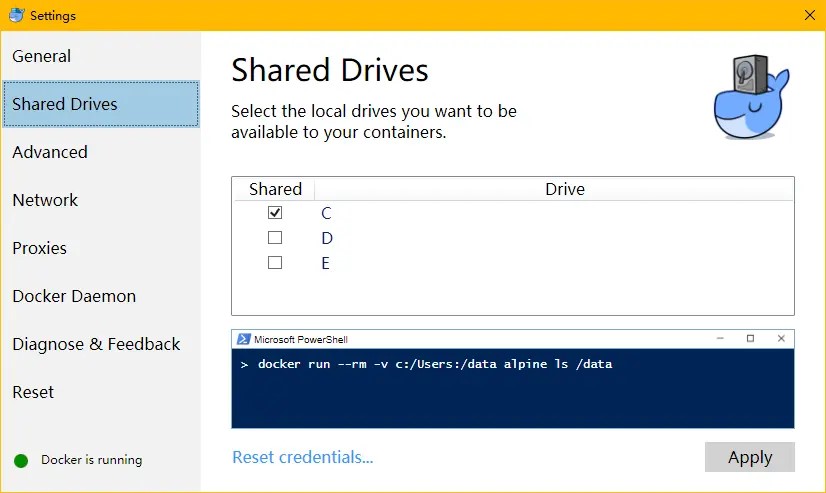 Settings
General
Shared Drives
Advanced
Network
Proxies
Docker Daemon
Diagnose & Feedback
Reset
Docker is running
Shared Drives
Select the local drives you want to be
available to your containers.
Shared Drive
C
D
E
Microsoft PowerShell
> docker run --rm -v c:/Users:/data alpine ls /data
Reset credentials...
Apply